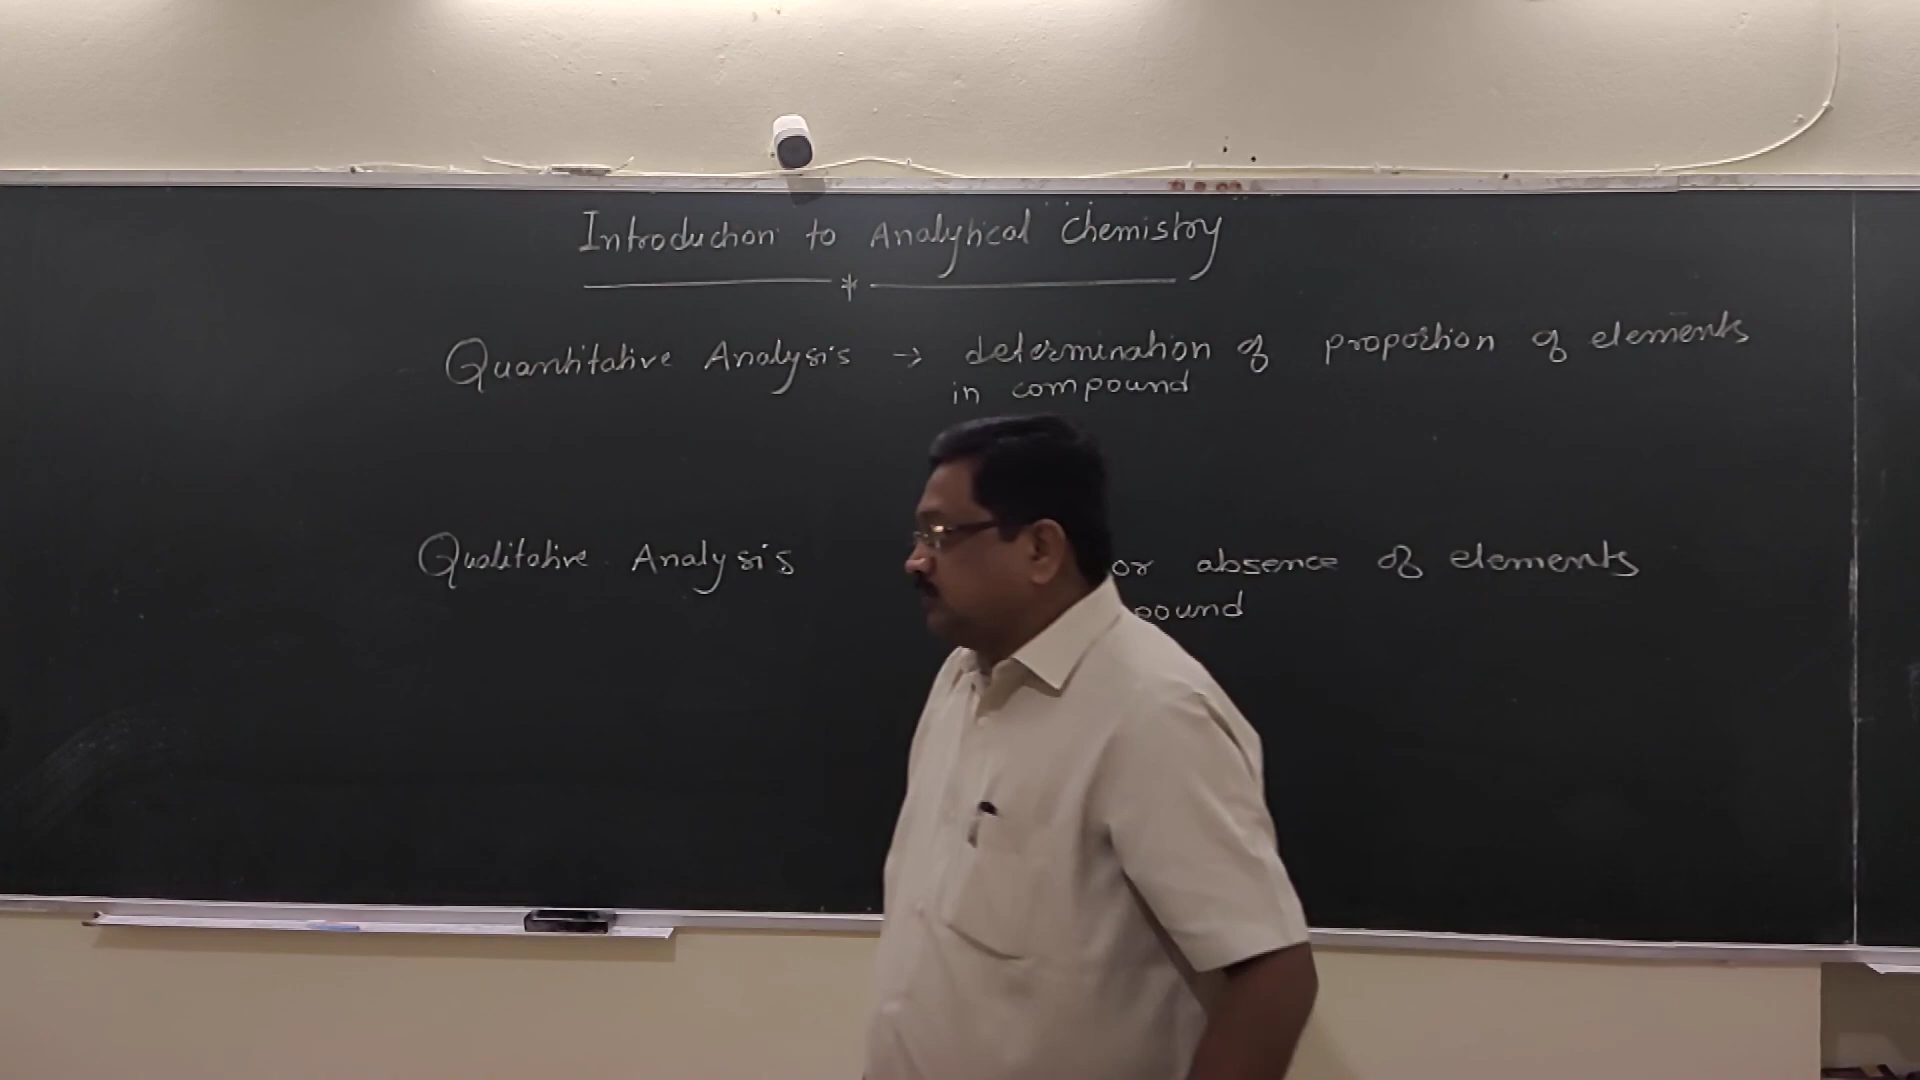 Introduction to Analytical Chemistry
Quantitative Analysis → determination of proportion of elements
in compound
Qualitative Analysis or absence of elements